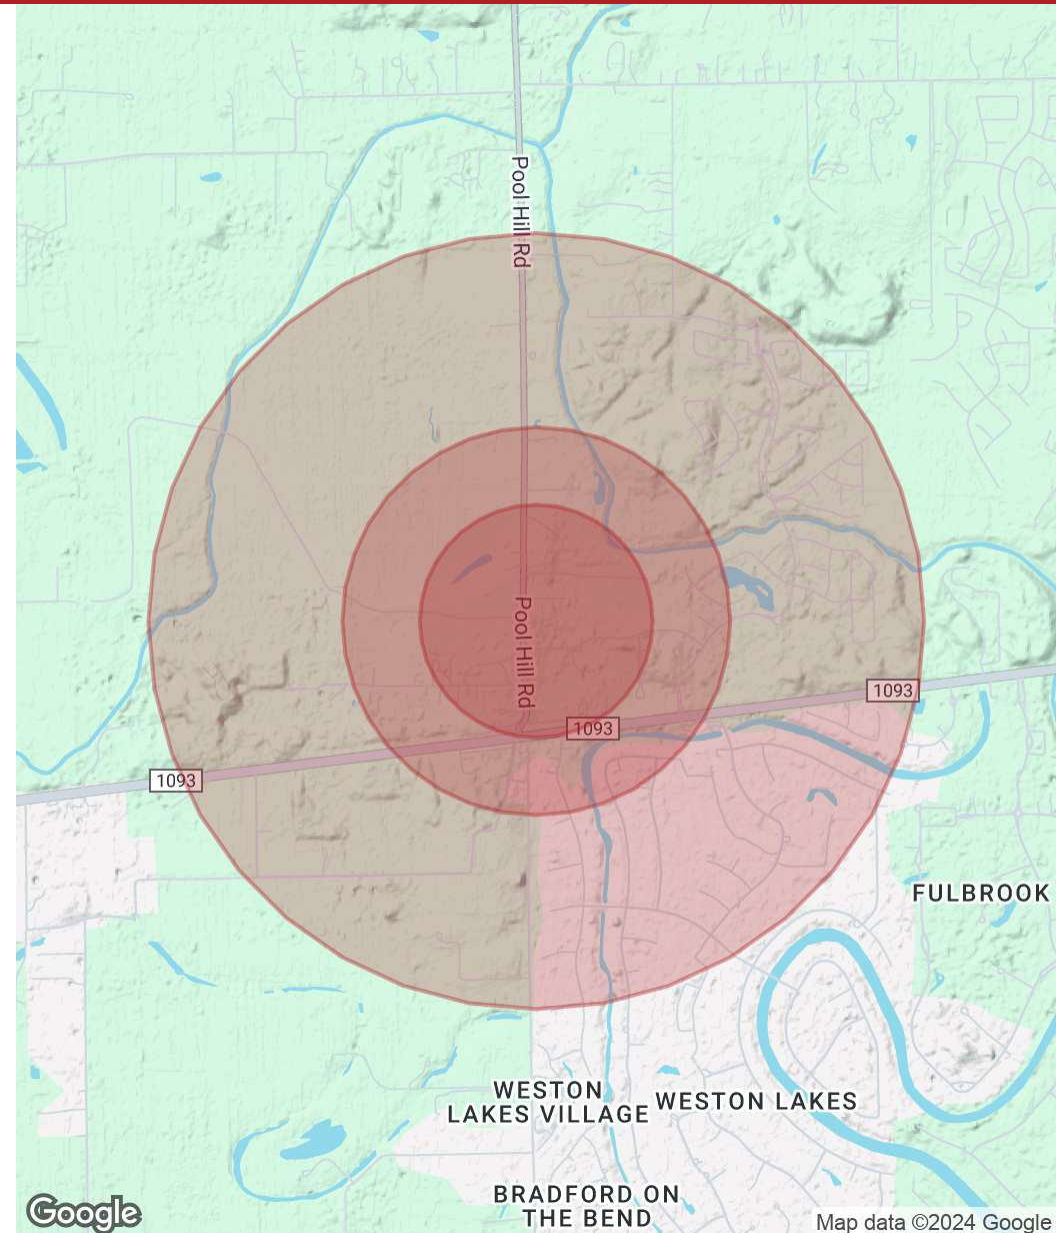 Pool Hill Rd
Pool Hill Rd
1093
1093
1093
FULBROOK
WESTON
LAKES VILLAGE
WESTON LAKES
BRADFORD ON
THE BEND
Google
Map data ©2024 Google